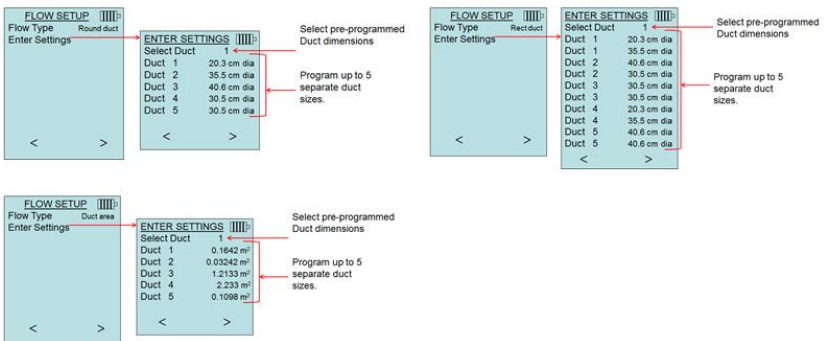 FLOW SETUP
Flow Type Round duct
Enter Settings
ENTER SETTINGS
Select Duct 1
Duct 1 20.3 cm dia
Duct 2 35.5 cm dia
Duct 3 40.6 cm dia
Duct 4 30.5 cm dia
Duct 5 30.5 cm dia
< >
< >
Select pre-programmed
Duct dimensions
Program up to 5
separate duct
sizes.
FLOW SETUP
Flow Type Rect duct
Enter Settings
< >
ENTER SETTINGS
Select Duct 1
Duct 1 20.3 cm dia
Duct 1 35.5 cm dia
Duct 2 40.6 cm dia
Duct 2 30.5 cm dia
Duct 3 30.5 cm dia
Duct 3 30.5 cm dia
Duct 4 20.3 cm dia
Duct 4 35.5 cm dia
Duct 5 40.6 cm dia
Duct 5 40.6 cm dia
< >
Select pre-programmed
Duct dimensions
Program up to 5
separate duct
sizes.
FLOW SETUP
Flow Type Duct area
Enter Settings
< >
ENTER SETTINGS
Select Duct 1
Duct 1 0.1642 m²
Duct 2 0.03242 m²
Duct 3 1.2133 m²
Duct 4 2.233 m²
Duct 5 0.1098 m²
< >
Select pre-programmed
Duct dimensions
Program up to 5
separate duct
sizes.